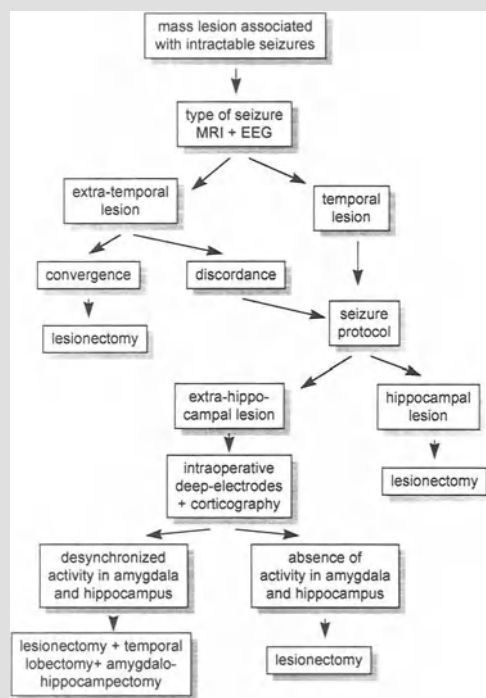 mass lesion associated
with intractable seizures
type of seizure
MRI + EEG
extra-temporal
lesion
temporal
lesion
convergence
discordance
lesionectomy
seizure
protocol
extra-hippo-
campal lesion
hippocampal
lesion
intraoperative
deep-electrodes
+ corticography
lesionectomy
desynchronized
activity in amygdala
and hippocampus
absence of
activity in amygdala
and hippocampus
lesionectomy + temporal
lobectomy+ amygdalo-
hippocampectomy
lesionectomy